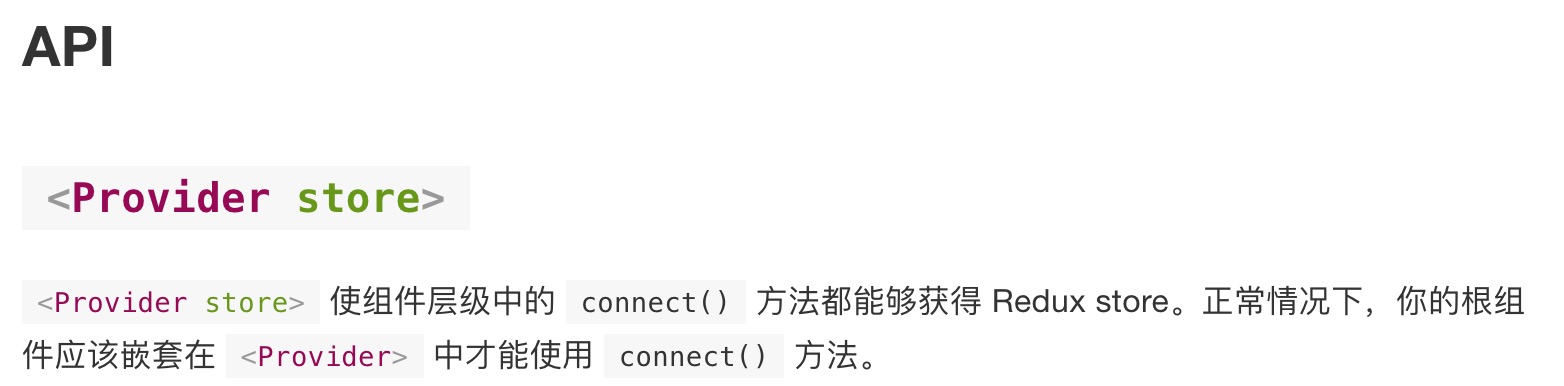 API
<Provider store>
<Provider store> 使组件层级中的 connect() 方法都能够获得 Redux store。正常情况下，你的根组
件应该嵌套在 <Provider> 中才能使用 connect() 方法。